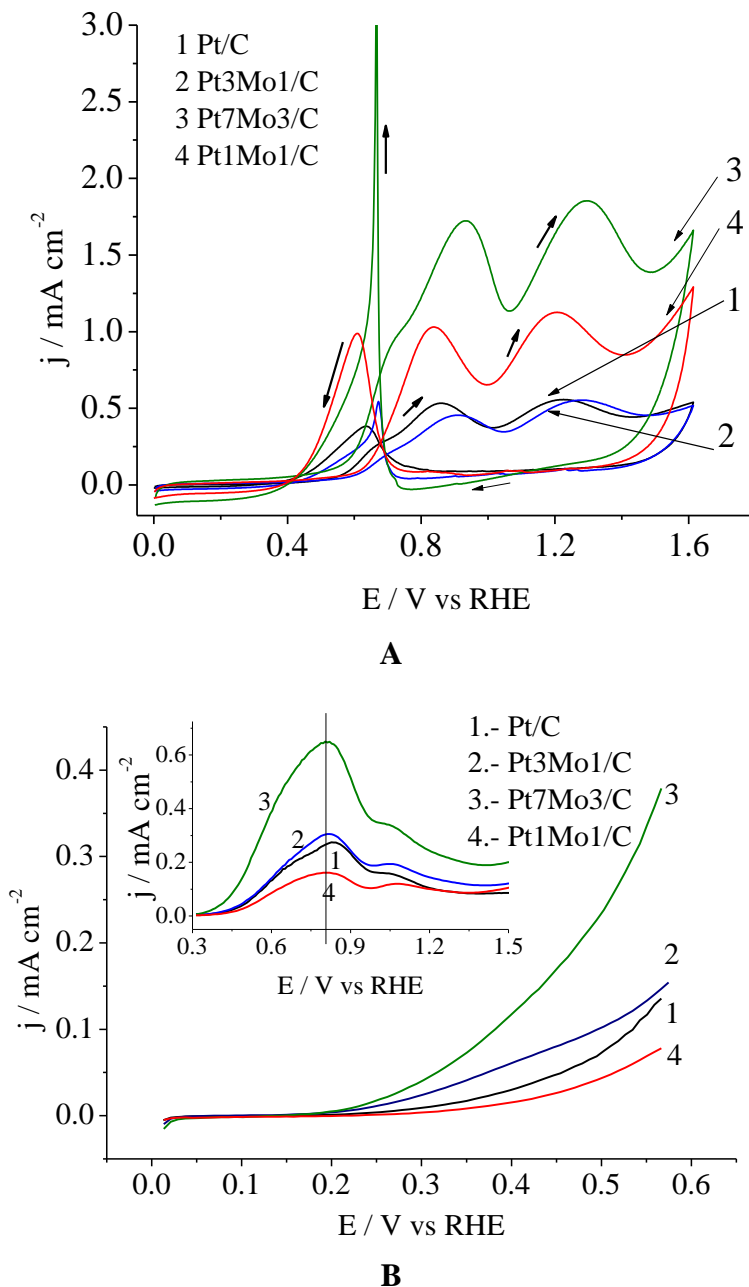 1 Pt/C
2 Pt3Mo1/C
3 Pt7Mo3/C
4 Pt1Mo1/C
3.0
2.5
2.0
1.5
1.0
0.5
0.0
j / mA cm-2
3
4
1
2
0.0 0.4 0.8 1.2 1.6
E / V vs RHE
A
1.- Pt/C
2.- Pt3Mo1/C
3.- Pt7Mo3/C
4.- Pt1Mo1/C
0.6
0.4
0.2
0.0
j / mA cm-2
3
2
1
4
0.3 0.6 0.9 1.2 1.5
E / V vs RHE
0.4
0.3
0.2
0.1
0.0
j / mA cm-2
3
2
1
4
0.0 0.1 0.2 0.3 0.4 0.5 0.6
E / V vs RHE
B